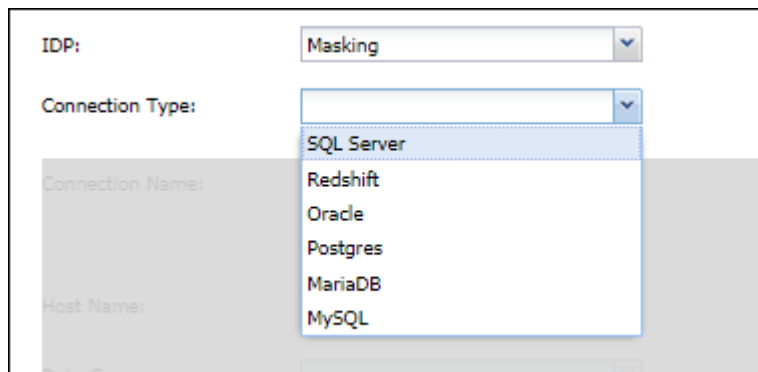 IDP: Masking
Connection Type:
SQL Server
Connection Name:
Redshift
Oracle
Postgres
MariaDB
Host Name:
MySQL